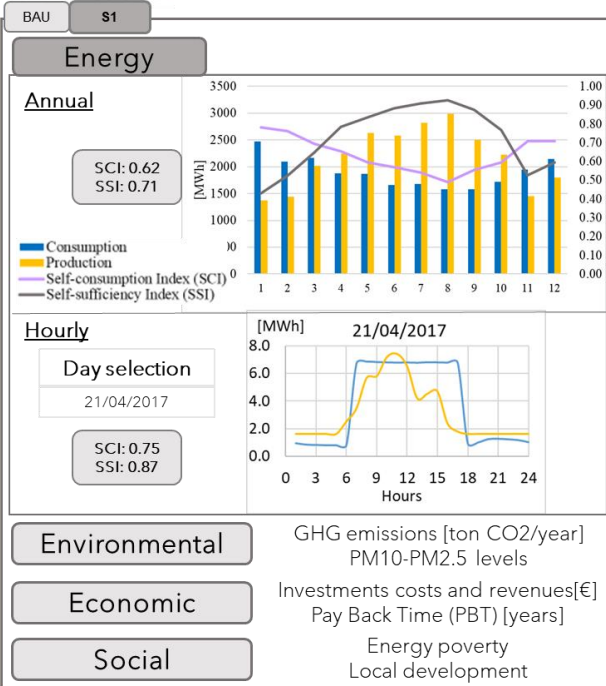 BAU S1
Energy
Annual
SCI: 0.62
SSI: 0.71
[MWh]
3500
3000
2500
2000
1500
1000
)0
0
1.00
0.90
0.80
0.70
0.60
0.50
0.40
0.30
0.20
0.10
0.00
1 2 3 4 5 6 7 8 9 10 11 12
Consumption
Production
Self-consumption Index (SCI)
Self-sufficiency Index (SSI)
Hourly
Day selection
21/04/2017
SCI: 0.75
SSI: 0.87
[MWh] 21/04/2017
8.0
6.0
4.0
2.0
0.0
0 3 6 9 12 15 18 21 24
Hours
Environmental
GHG emissions [ton CO2/year]
PM10-PM2.5 levels
Economic
Investments costs and revenues[€]
Pay Back Time (PBT) [years]
Social
Energy poverty
Local development